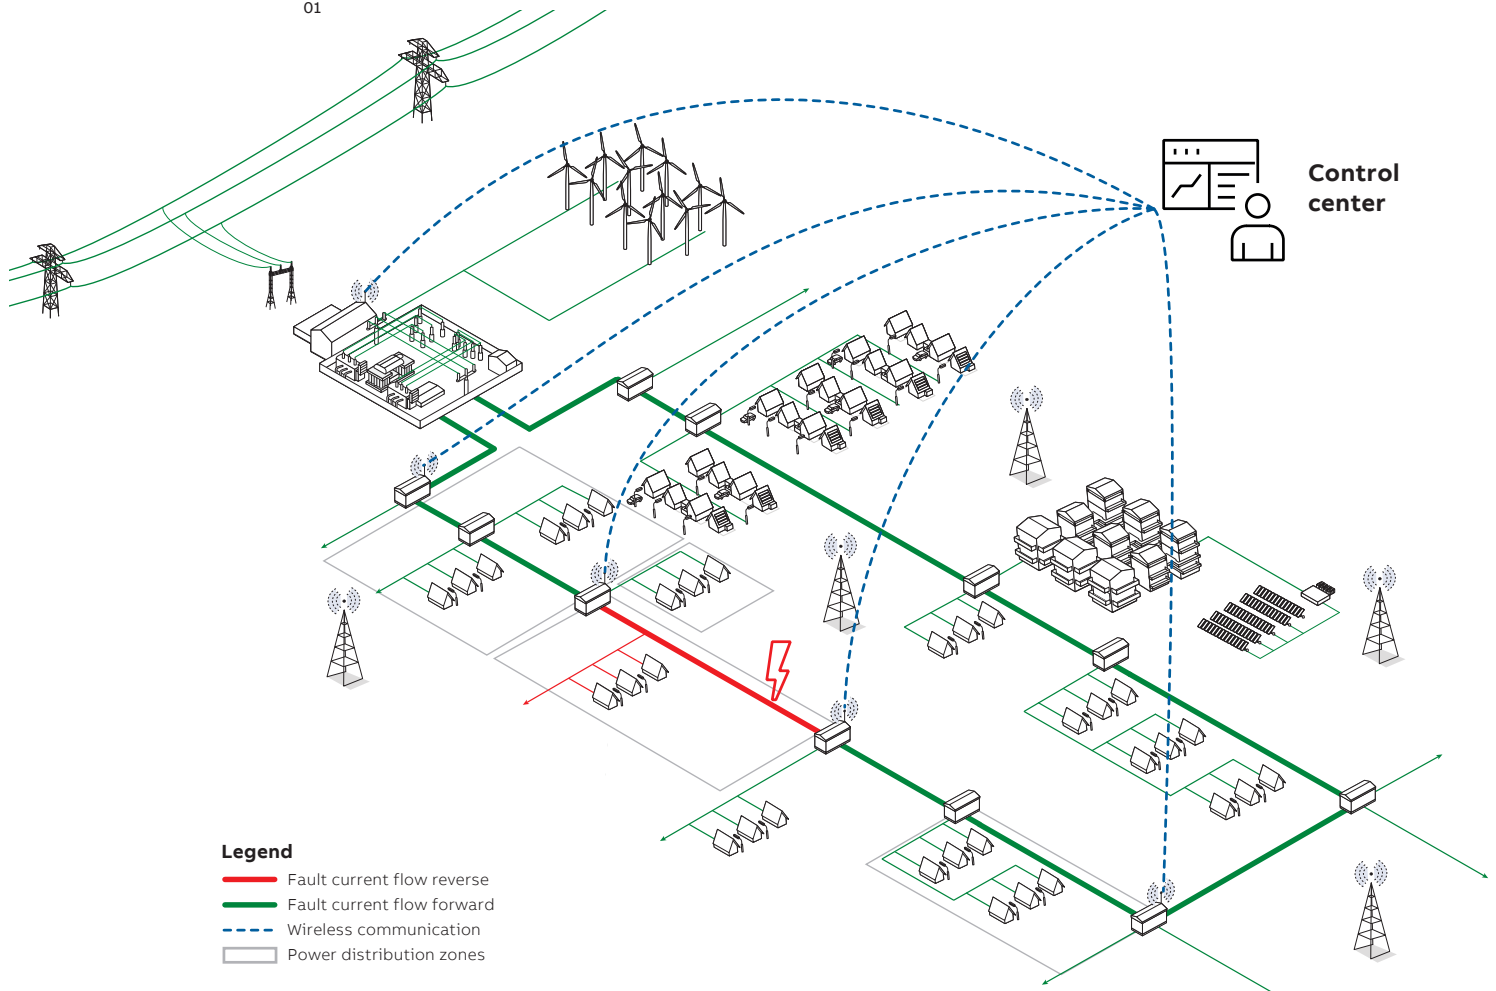 01
Control
center
Legend
Fault current flow reverse
Fault current flow forward
Wireless communication
Power distribution zones